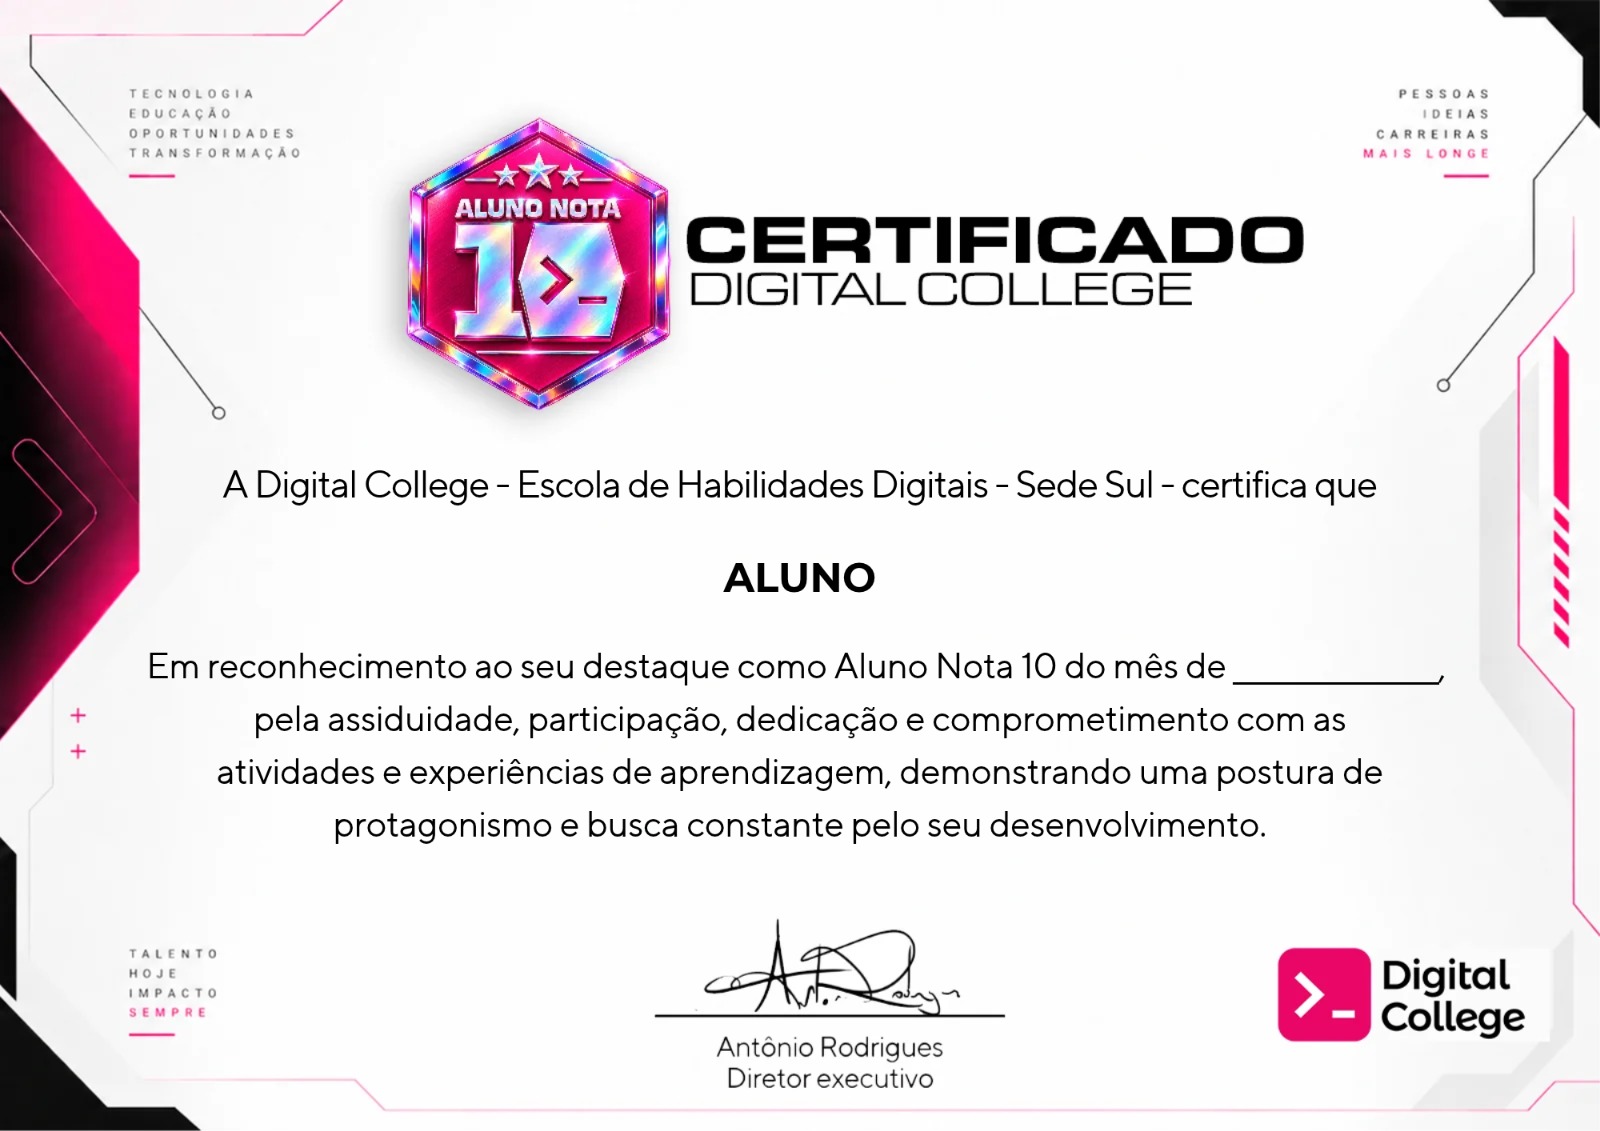 TECNOLOGIA
EDUCAÇÃO
OPORTUNIDADES
TRANSFORMAÇÃO
PESSOAS
IDEIAS
CARREIRAS
MAIS LONGE
ALUNO NOTA
10
CERTIFICADO
DIGITAL COLLEGE
A Digital College - Escola de Habilidades Digitais - Sede Sul - certifica que
ALUNO
Em reconhecimento ao seu destaque como Aluno Nota 10 do mês de ____________,
pela assiduidade, participação, dedicação e comprometimento com as
atividades e experiências de aprendizagem, demonstrando uma postura de
protagonismo e busca constante pelo seu desenvolvimento.
TALENTO
HOJE
IMPACTO
SEMPRE
Antônio Rodrigues
Diretor executivo
Digital
College